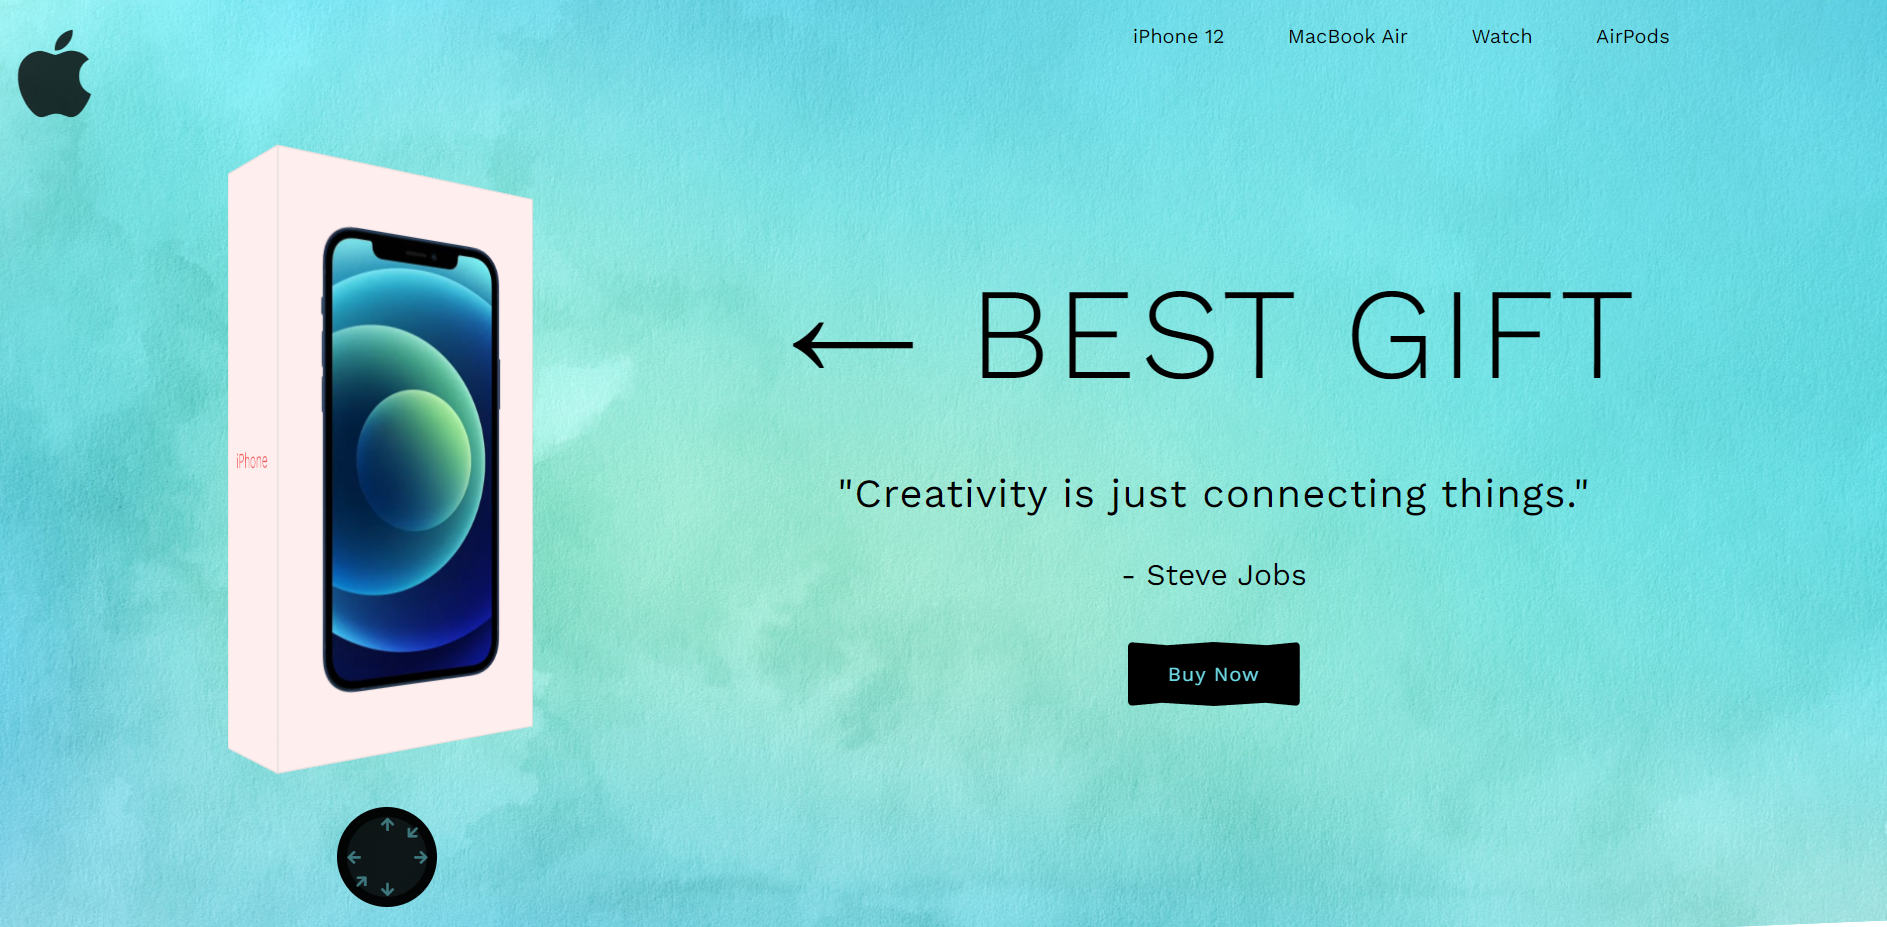 iPhone 12 MacBook Air Watch AirPods
← BEST GIFT
iPhone
"Creativity is just connecting things."
- Steve Jobs
Buy Now